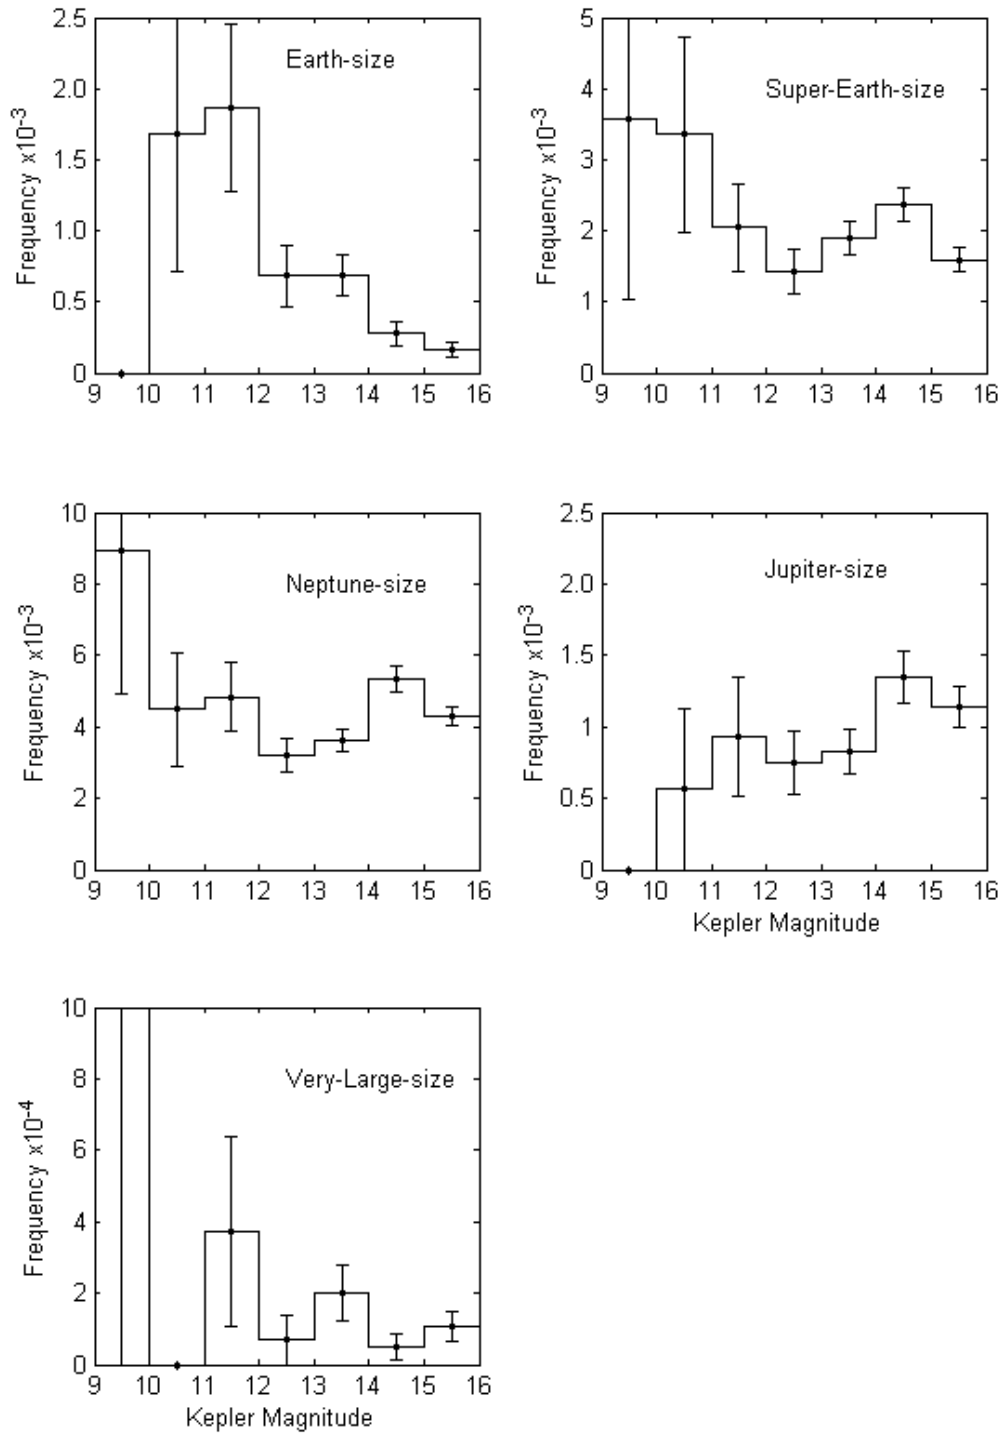 Earth-size
Frequency x10-3
2.5
2.0
1.5
1.0
0.5
0
9 10 11 12 13 14 15 16
Super-Earth-size
Frequency x10-3
5
4
3
2
1
0
9 10 11 12 13 14 15 16
Neptune-size
Frequency x10-3
10
8
6
4
2
0
9 10 11 12 13 14 15 16
Jupiter-size
Frequency x10-3
2.5
2.0
1.5
1
0.5
0
9 10 11 12 13 14 15 16
Kepler Magnitude
Very-Large-size
Frequency x10-4
10
8
6
4
2
0
9 10 11 12 13 14 15 16
Kepler Magnitude